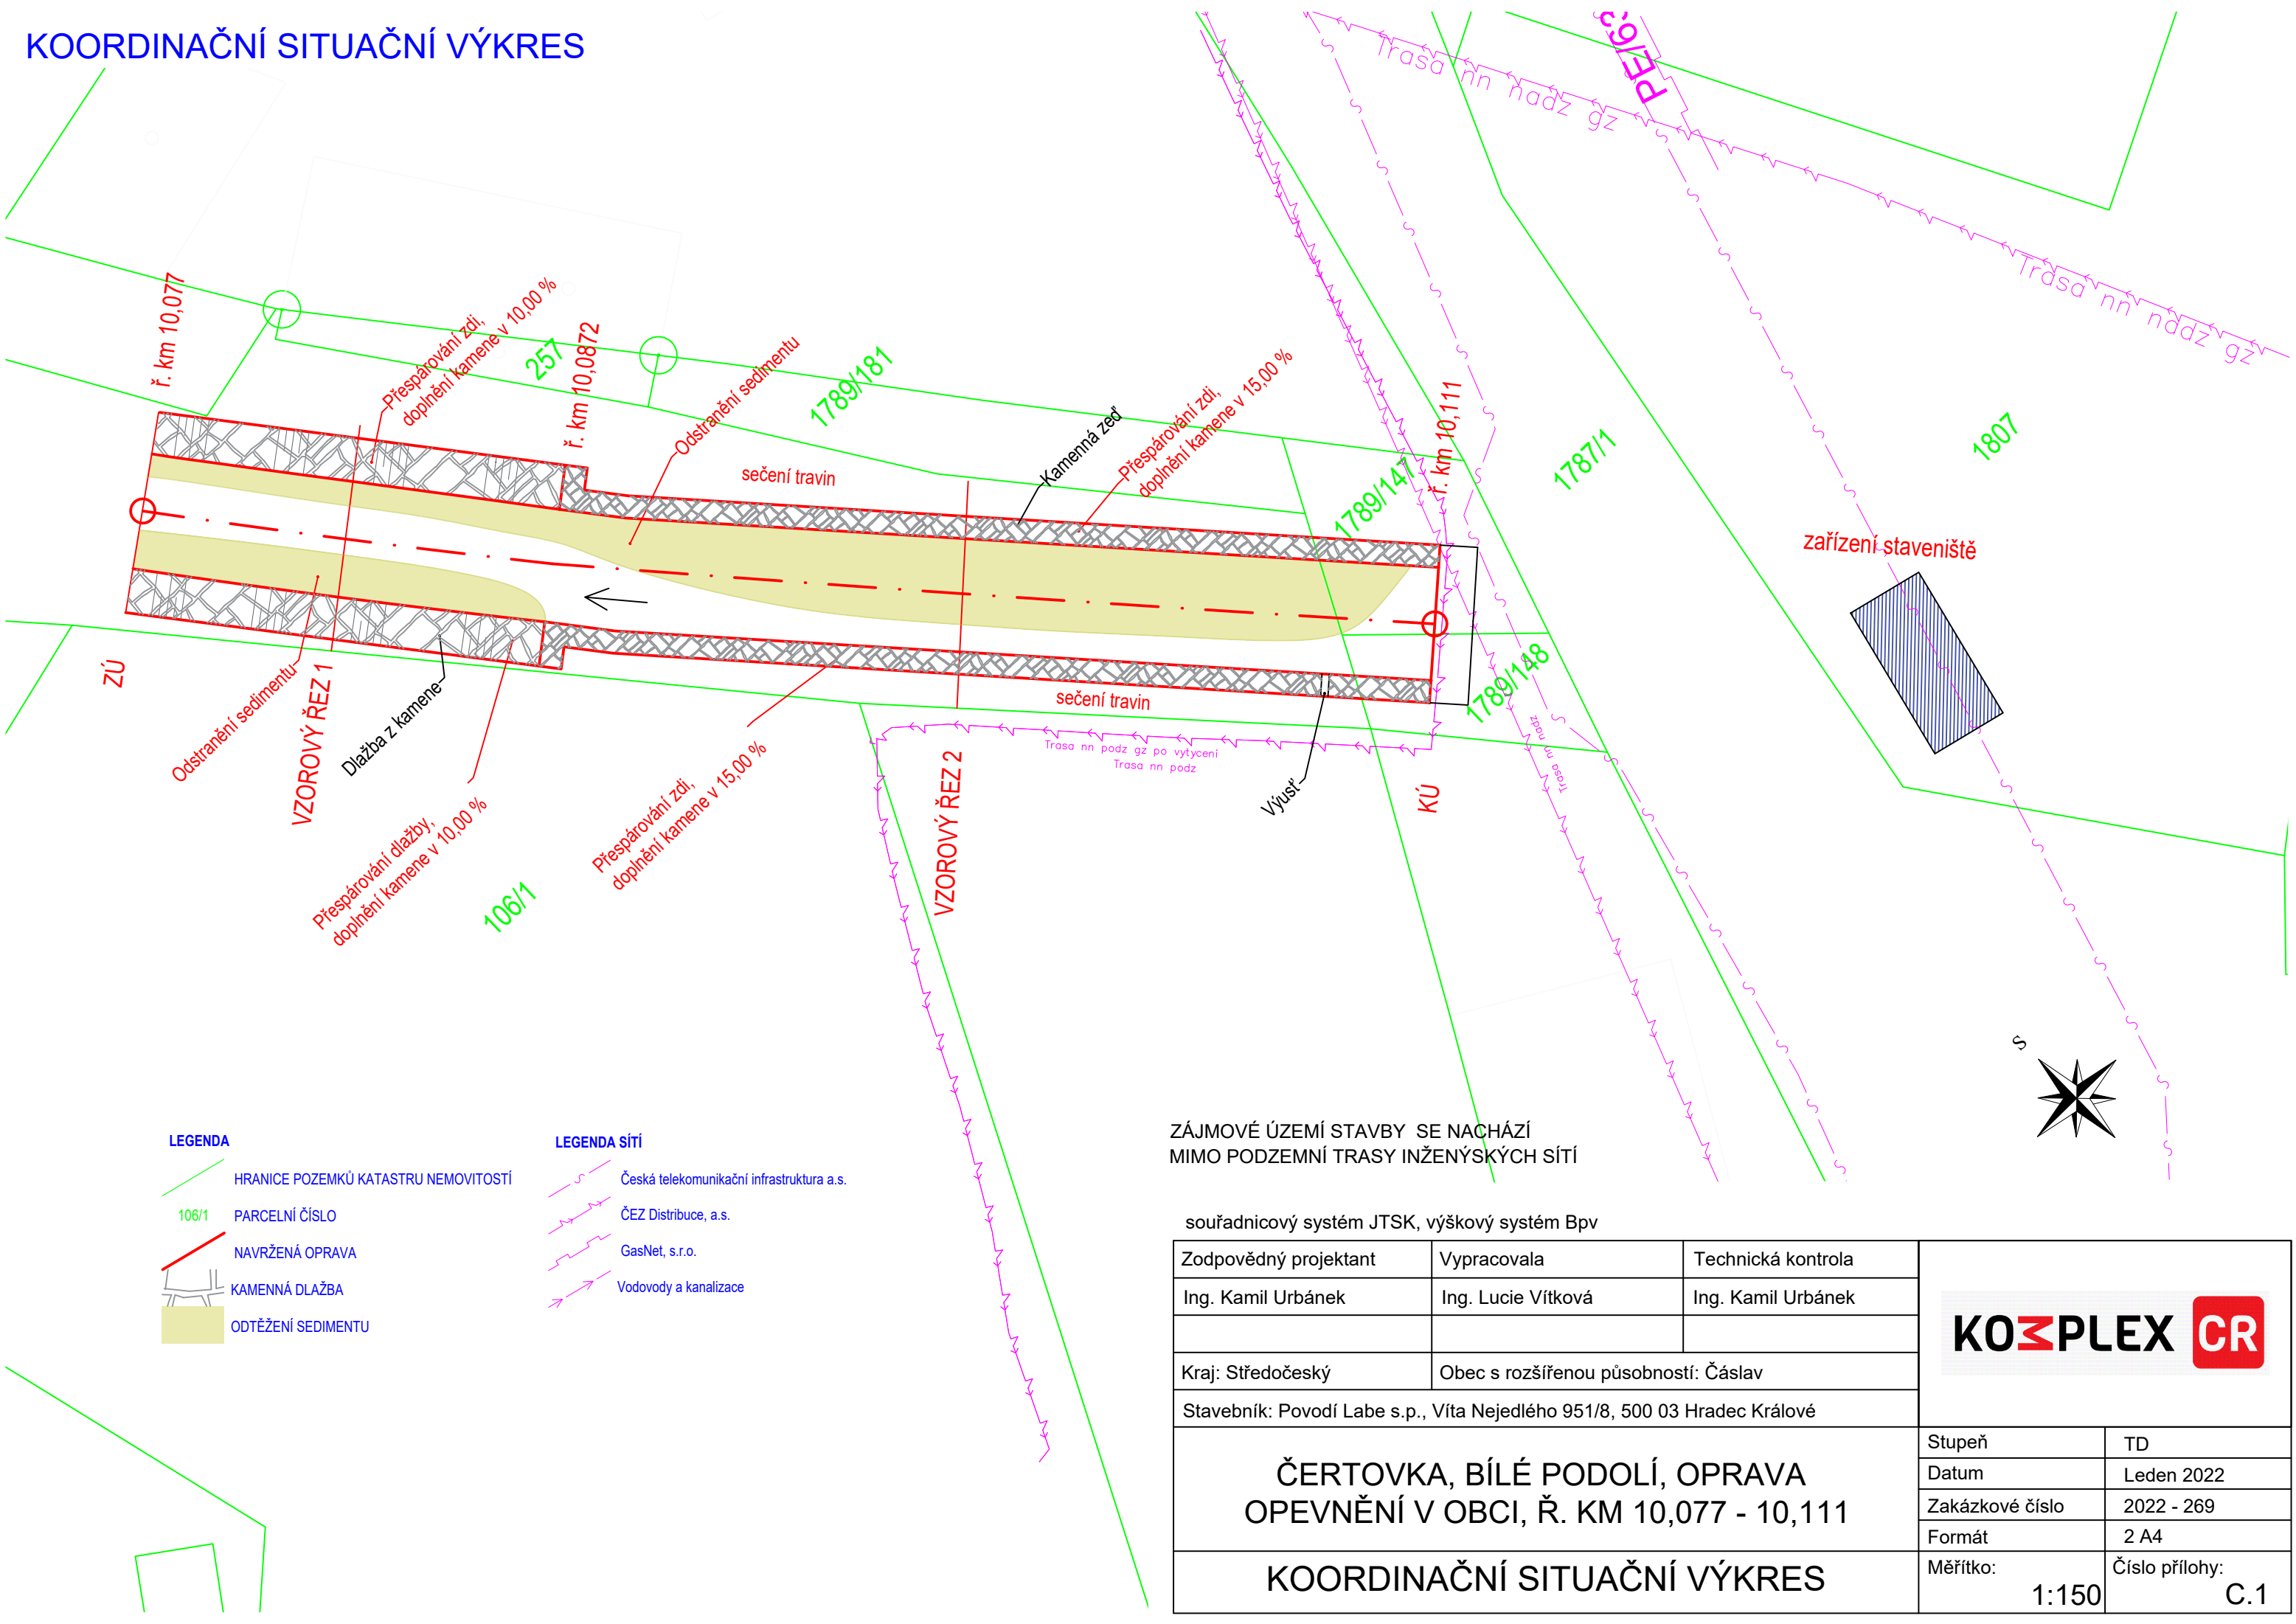 KOORDINAČNÍ SITUAČNÍ VÝKRES
Trasa nn nadz gz
PE/63
Trasa nn nadz gz
ř. km 10,077
Přespárování zdi,
doplnění kamene v 10,00 %
257
ř. km 10,0872
Odstranění sedimentu
1789/181
sečení travin
Kamenná zeď
Přespárování zdi,
doplnění kamene v 15,00 %
ř. km 10,111
1789/147
1787/1
1807
zařízení staveniště
ZÚ
Odstranění sedimentu
VZOROVÝ ŘEZ 1
Dlažba z kamene
Přespárování dlažby,
doplnění kamene v 10,00 %
106/1
Přespárování zdi,
doplnění kamene v 15,00 %
VZOROVÝ ŘEZ 2
sečení travin
Trasa nn podz gz po vytycení
Trasa nn podz
Výusť
KÚ
1789/148
Trasa nn nadz
S
LEGENDA
HRANICE POZEMKŮ KATASTRU NEMOVITOSTÍ
106/1 PARCELNÍ ČÍSLO
NAVRŽENÁ OPRAVA
KAMENNÁ DLAŽBA
ODTĚŽENÍ SEDIMENTU
LEGENDA SÍTÍ
Česká telekomunikační infrastruktura a.s.
ČEZ Distribuce, a.s.
GasNet, s.r.o.
Vodovody a kanalizace
ZÁJMOVÉ ÚZEMÍ STAVBY SE NACHÁZÍ
MIMO PODZEMNÍ TRASY INŽENÝSKÝCH SÍTÍ
souřadnicový systém JTSK, výškový systém Bpv
Zodpovědný projektant Vypracovala Technická kontrola
Ing. Kamil Urbánek Ing. Lucie Vítková Ing. Kamil Urbánek
Kraj: Středočeský Obec s rozšířenou působností: Čáslav
Stavebník: Povodí Labe s.p., Víta Nejedlého 951/8, 500 03 Hradec Králové
KOMPLEX CR
ČERTOVKA, BÍLÉ PODOLÍ, OPRAVA
OPEVNĚNÍ V OBCI, Ř. KM 10,077 - 10,111
KOORDINAČNÍ SITUAČNÍ VÝKRES
Stupeň TD
Datum Leden 2022
Zakázkové číslo 2022 - 269
Formát 2 A4
Měřítko: 1:150
Číslo přílohy: C.1